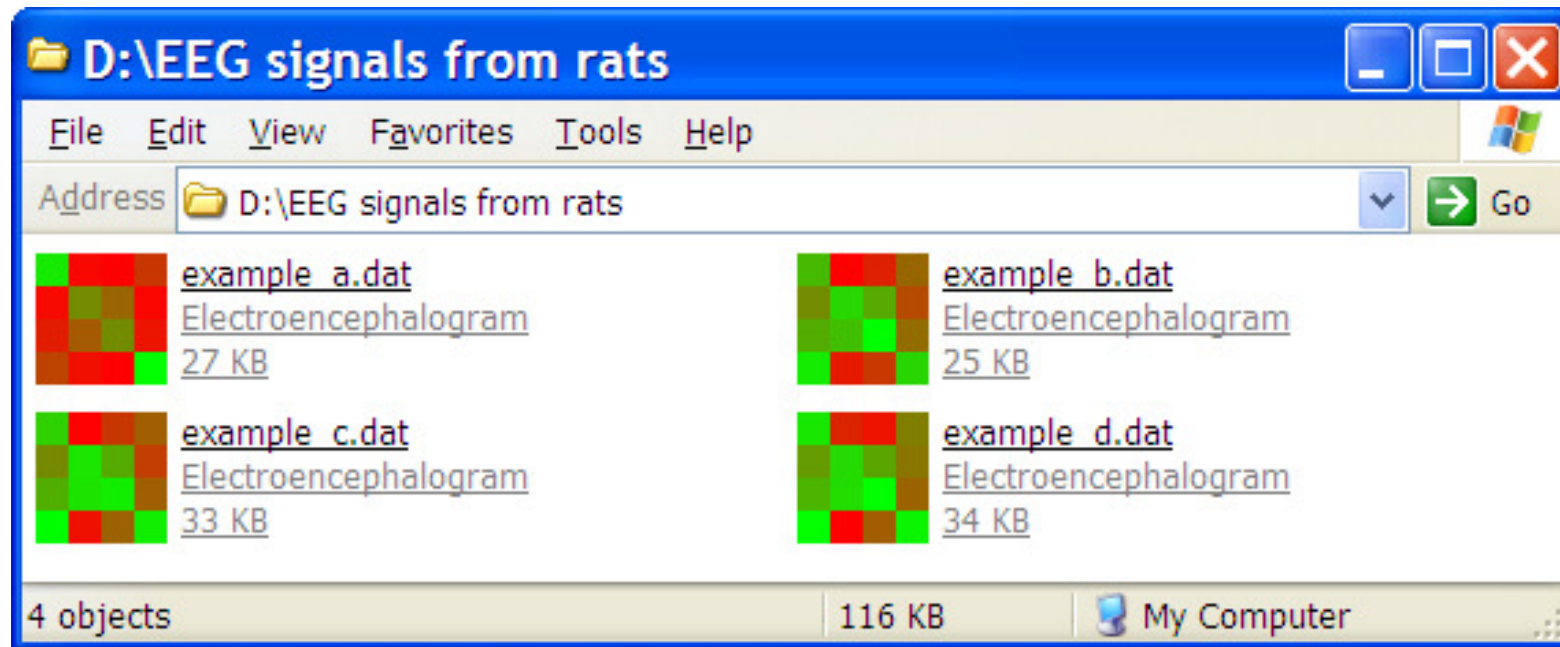 D:\EEG signals from rats
File Edit View Favorites Tools Help
Address D:\EEG signals from rats Go
example_a.dat
Electroencephalogram
27 KB
example_b.dat
Electroencephalogram
25 KB
example_c.dat
Electroencephalogram
33 KB
example_d.dat
Electroencephalogram
34 KB
4 objects 116 KB My Computer